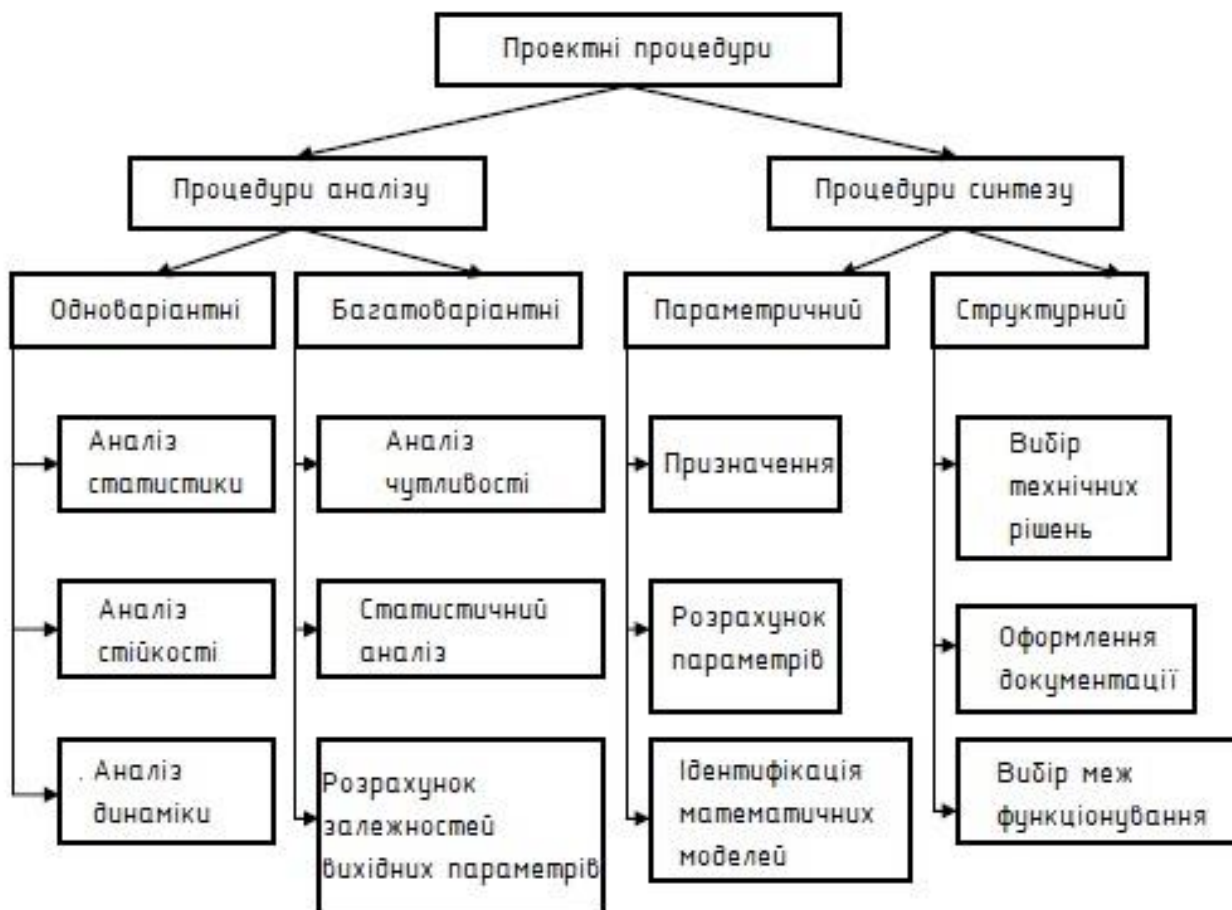 Проектні процедури
Процедури аналізу
Процедури синтезу
Одноваріантні
Багатоваріантні
Параметричний
Структурний
Аналіз
статистики
Аналіз
чутливості
Призначення
Вибір
технічних
рішень
Аналіз
стійкості
Статистичний
аналіз
Розрахунок
параметрів
Оформлення
документації
Аналіз
динаміки
Розрахунок
залежностей
вихідних параметрів
Ідентифікація
математичних
моделей
Вибір меж
функціонування